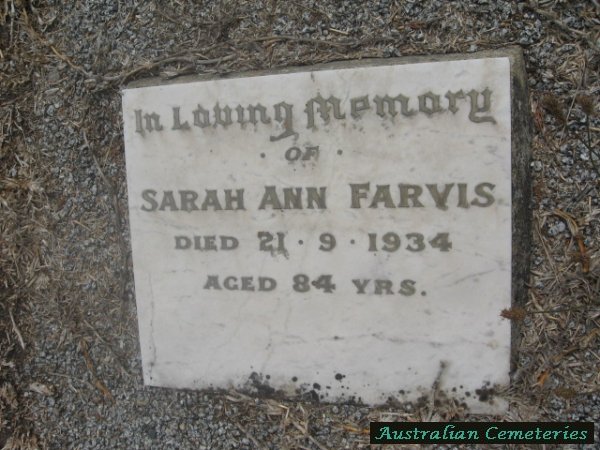 In Loving Memory
· OF ·
SARAH ANN FARVIS
DIED 21·9·1934
AGED 84 YRS.
Australian Cemeteries